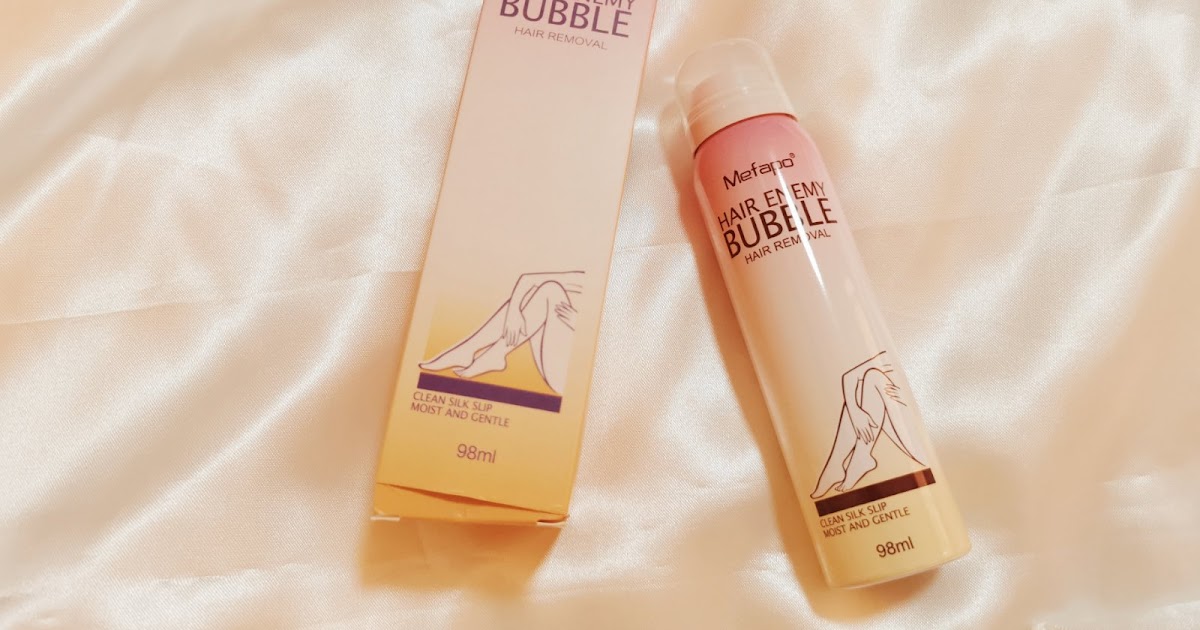 ENEMY
BUBBLE
HAIR REMOVAL
CLEAN SILK SLIP
MOIST AND GENTLE
98ml
Mefapo®
HAIR ENEMY
BUBBLE
HAIR REMOVAL
CLEAN SILK SLIP
MOIST AND GENTLE
98ml